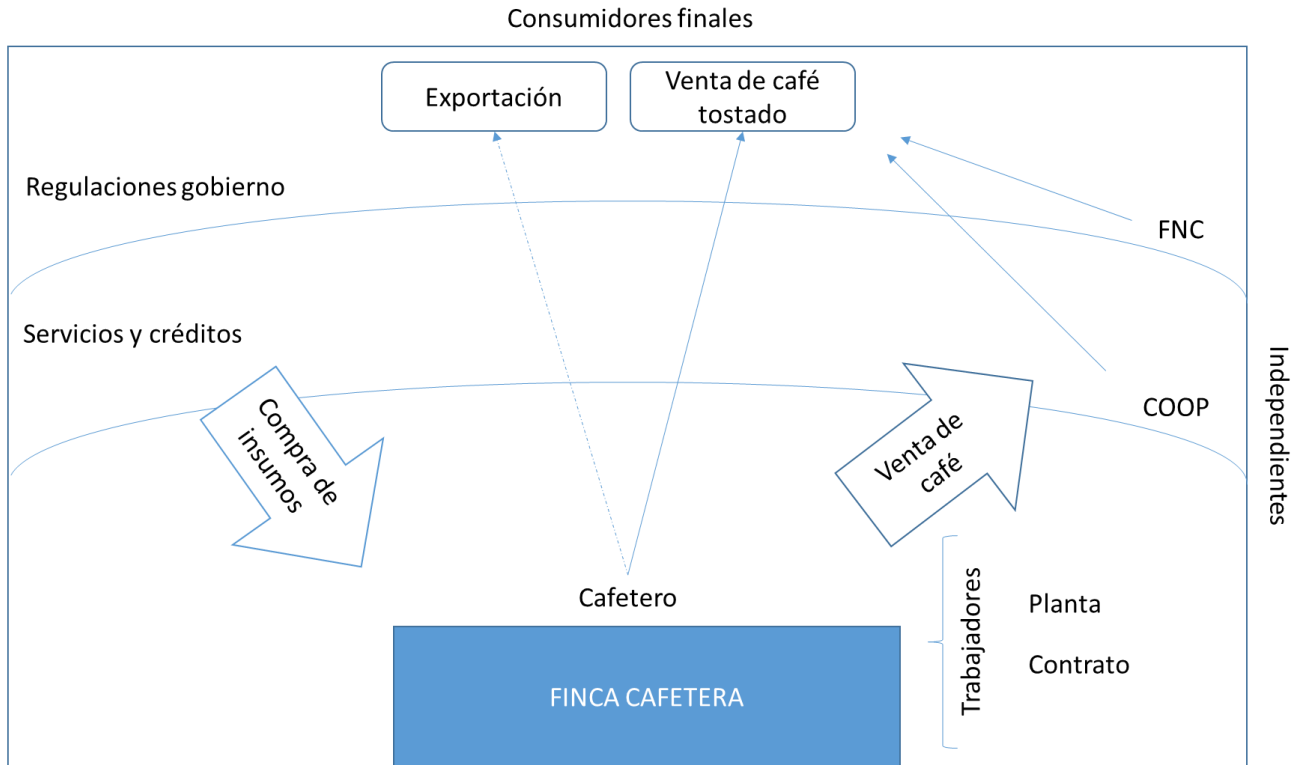 Consumidores finales
Exportación
Venta de café
tostado
Regulaciones gobierno
FNC
Servicios y créditos
Compra de
insumos
Venta de
café
COOP
Independientes
Cafetero
FINCA CAFETERA
Trabajadores
Planta
Contrato